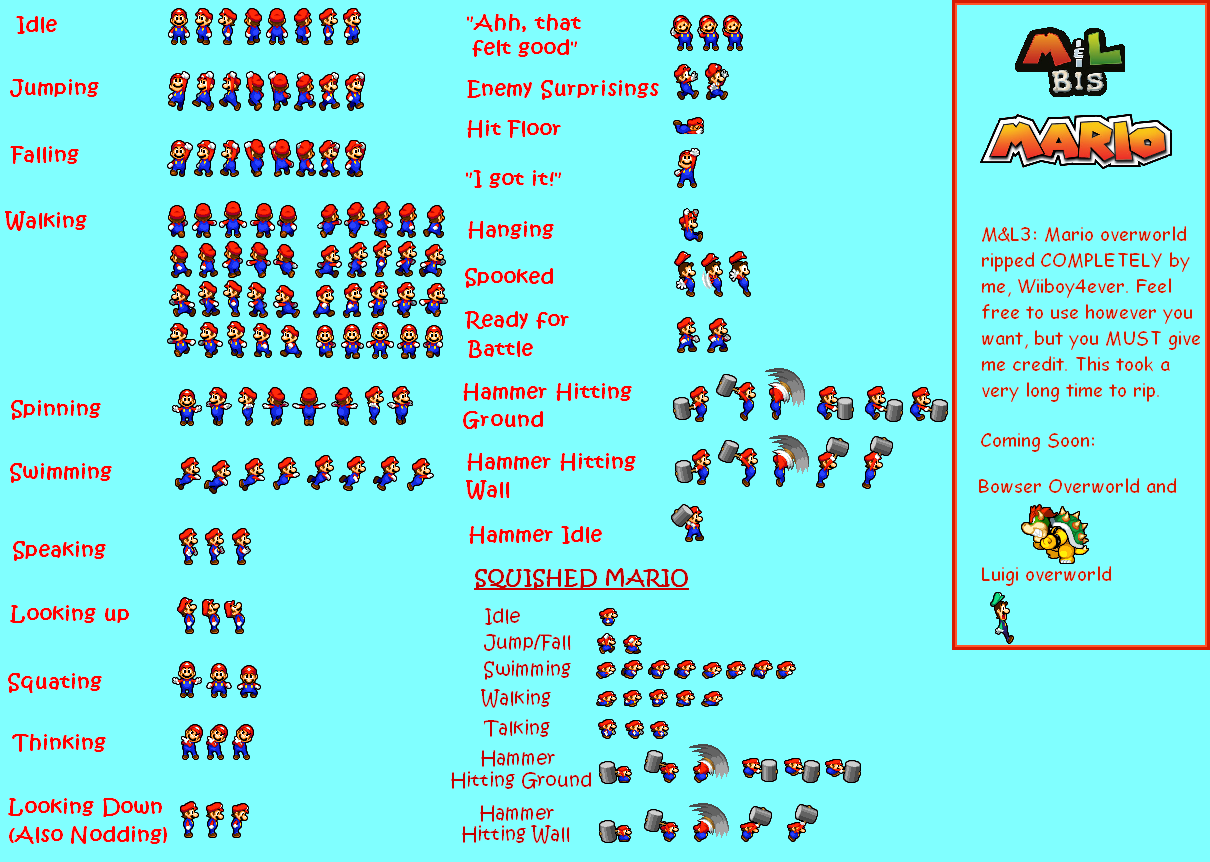 Idle
Jumping
Falling
Walking
Spinning
Swimming
Speaking
Looking up
Squating
Thinking
Looking Down
(Also Nodding)
"Ahh, that
felt good"
Enemy Surprisings
Hit Floor
"I got it!"
Hanging
Spooked
Ready for
Battle
Hammer Hitting
Ground
Hammer Hitting
Wall
Hammer Idle
SQUISHED MARIO
Idle
Jump/Fall
Swimming
Walking
Talking
Hammer
Hitting Ground
Hammer
Hitting Wall
M&L
BIS
MARIO
M&L3: Mario overworld
ripped COMPLETELY by
me, Wiiboy4ever. Feel
free to use however you
want, but you MUST give
me credit. This took a
very long time to rip.
Coming Soon:
Bowser Overworld and
Luigi overworld